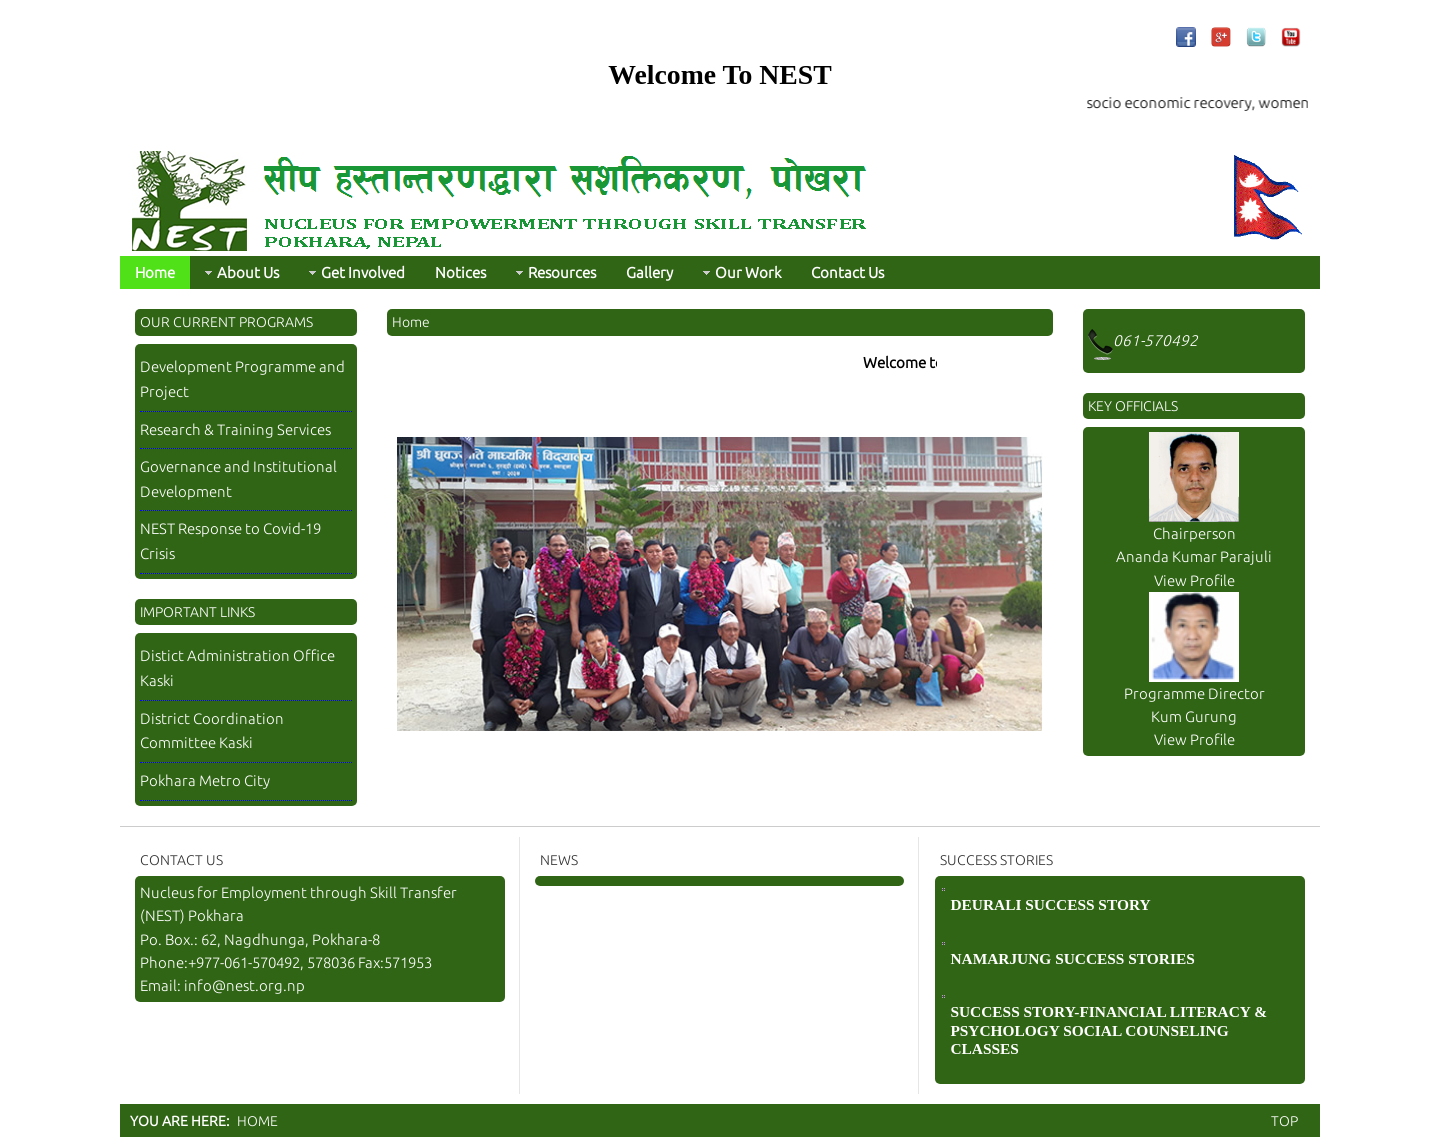 Welcome To NEST
socio economic recovery, women
NEST
सीप हस्तान्तरणद्वारा सशक्तिकरण, पोखरा
NUCLEUS FOR EMPOWERMENT THROUGH SKILL TRANSFER
POKHARA, NEPAL
Home About Us Get Involved Notices Resources Gallery Our Work Contact Us
OUR CURRENT PROGRAMS
Development Programme and
Project
Research & Training Services
Governance and Institutional
Development
NEST Response to Covid-19
Crisis
IMPORTANT LINKS
Distict Administration Office
Kaski
District Coordination
Committee Kaski
Pokhara Metro City
Home
Welcome to
061-570492
KEY OFFICIALS
Chairperson
Ananda Kumar Parajuli
View Profile
Programme Director
Kum Gurung
View Profile
CONTACT US
Nucleus for Employment through Skill Transfer
(NEST) Pokhara
Po. Box.: 62, Nagdhunga, Pokhara-8
Phone:+977-061-570492, 578036 Fax:571953
Email: info@nest.org.np
NEWS
SUCCESS STORIES
DEURALI SUCCESS STORY
NAMARJUNG SUCCESS STORIES
SUCCESS STORY-FINANCIAL LITERACY &
PSYCHOLOGY SOCIAL COUNSELING
CLASSES
YOU ARE HERE: HOME
TOP